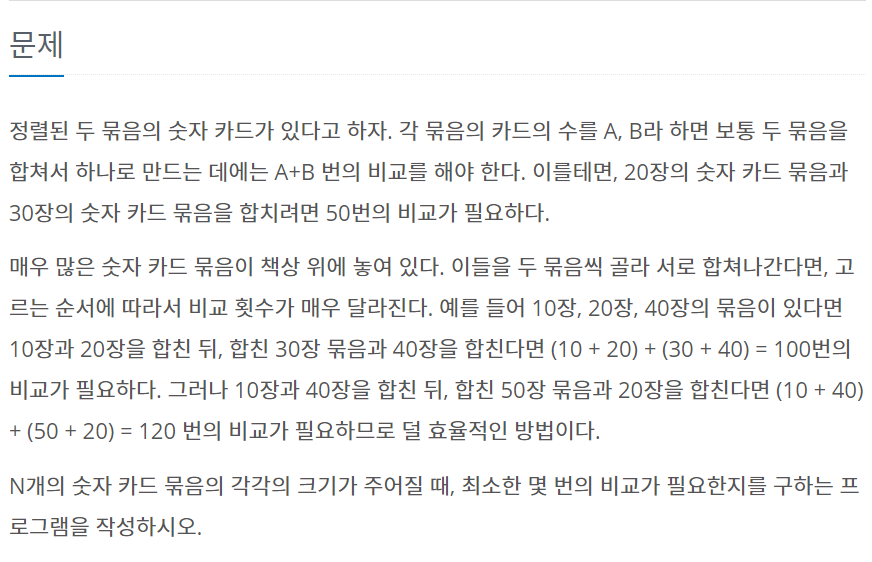 문제
정렬된 두 묶음의 숫자 카드가 있다고 하자. 각 묶음의 카드의 수를 A, B라 하면 보통 두 묶음을
합쳐서 하나로 만드는 데에는 A+B 번의 비교를 해야 한다. 이를테면, 20장의 숫자 카드 묶음과
30장의 숫자 카드 묶음을 합치려면 50번의 비교가 필요하다.
매우 많은 숫자 카드 묶음이 책상 위에 놓여 있다. 이들을 두 묶음씩 골라 서로 합쳐나간다면, 고
르는 순서에 따라서 비교 횟수가 매우 달라진다. 예를 들어 10장, 20장, 40장의 묶음이 있다면
10장과 20장을 합친 뒤, 합친 30장 묶음과 40장을 합친다면 (10 + 20) + (30 + 40) = 100번의
비교가 필요하다. 그러나 10장과 40장을 합친 뒤, 합친 50장 묶음과 20장을 합친다면 (10 + 40)
+ (50 + 20) = 120 번의 비교가 필요하므로 덜 효율적인 방법이다.
N개의 숫자 카드 묶음의 각각의 크기가 주어질 때, 최소한 몇 번의 비교가 필요한지를 구하는 프
로그램을 작성하시오.